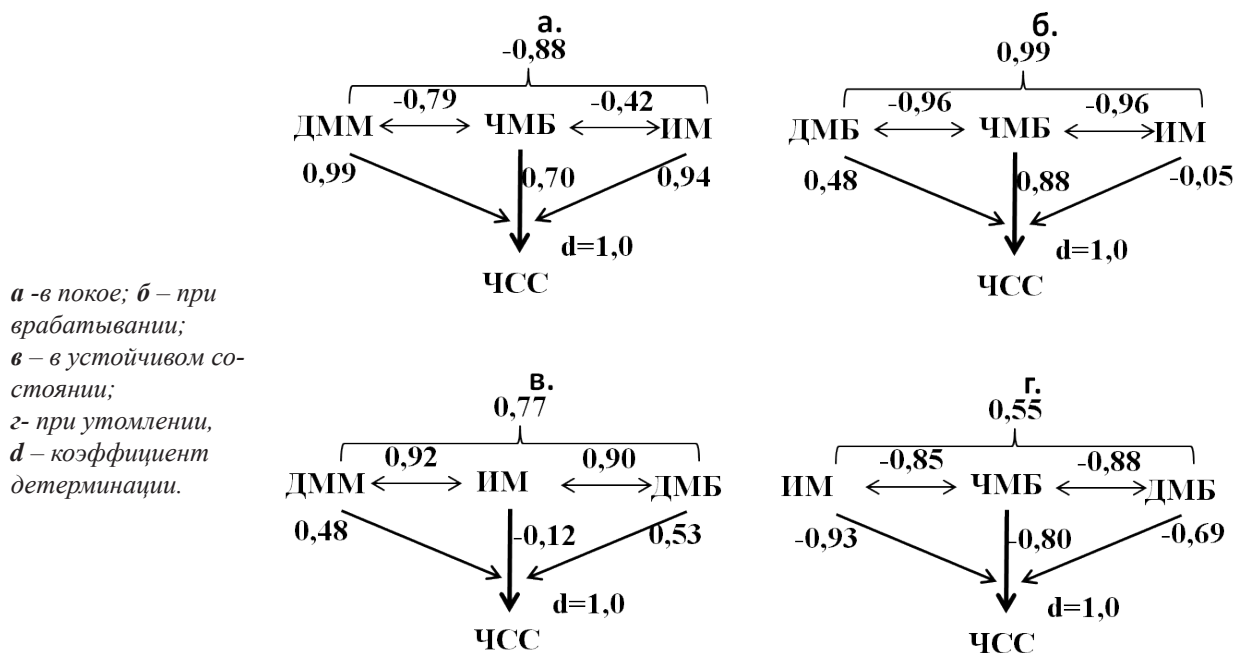 а.
-0,88
-0,79 -0,42
ДММ ЧМБ ИМ
0,99 0,70 0,94
d=1,0
ЧСС
б.
0,99
-0,96 -0,96
ДМБ ЧМБ ИМ
0,48 0,88 -0,05
d=1,0
ЧСС
а -в покое; б – при
врабатывании;
в – в устойчивом со-
стоянии;
г- при утомлении,
d – коэффициент
детерминации.
в.
0,77
0,92 0,90
ДММ ИМ ДМБ
0,48 -0,12 0,53
d=1,0
ЧСС
г.
0,55
-0,85 -0,88
ИМ ЧМБ ДМБ
-0,93 -0,80 -0,69
d=1,0
ЧСС